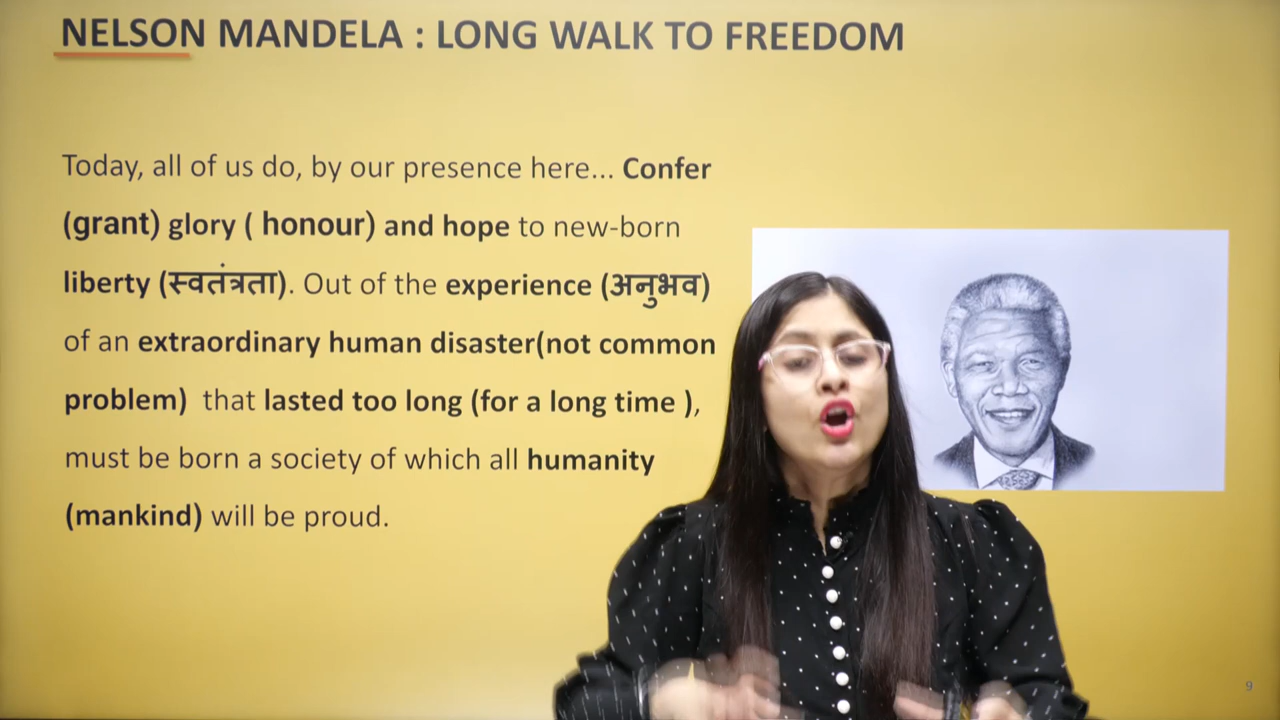 NELSON MANDELA : LONG WALK TO FREEDOM
Today, all of us do, by our presence here... Confer
(grant) glory ( honour) and hope to new-born
liberty (स्वतंत्रता). Out of the experience (अनुभव)
of an extraordinary human disaster(not common
problem) that lasted too long (for a long time ),
must be born a society of which all humanity
(mankind) will be proud.
9